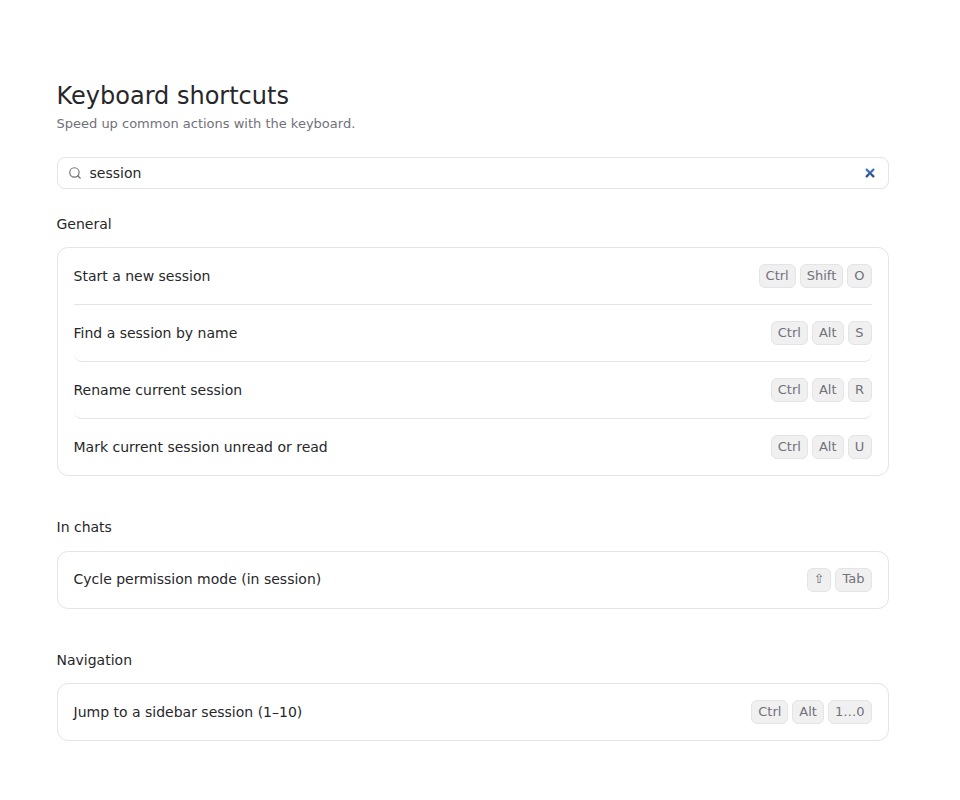 Keyboard shortcuts
Speed up common actions with the keyboard.
session
General
Start a new session Ctrl Shift O
Find a session by name Ctrl Alt S
Rename current session Ctrl Alt R
Mark current session unread or read Ctrl Alt U
In chats
Cycle permission mode (in session) ⇧ Tab
Navigation
Jump to a sidebar session (1–10) Ctrl Alt 1…0